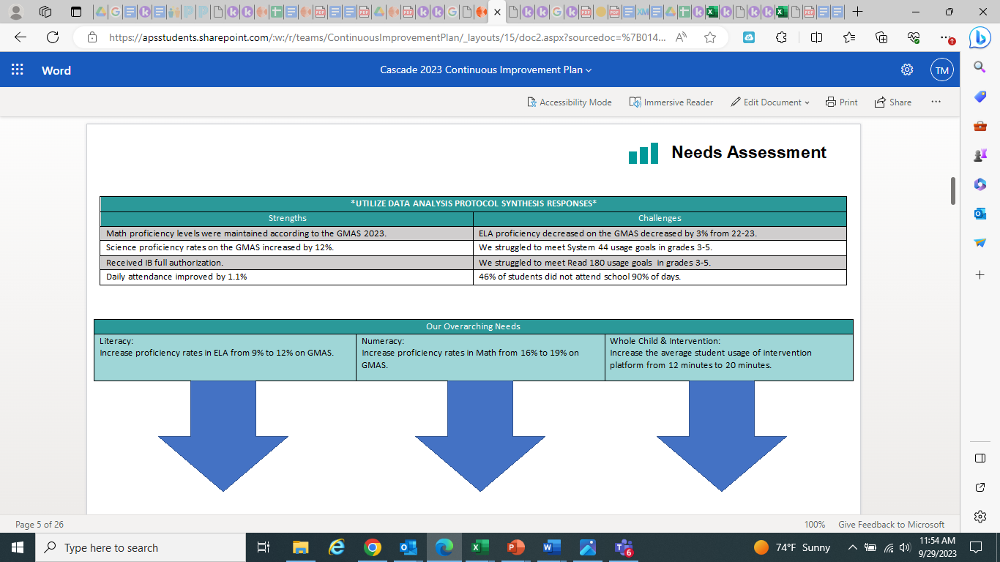 https://apsstudents.sharepoint.com/:w:/r/teams/ContinuousImprovementPlan/_layouts/15/doc2.aspx?sourcedoc=%7B014...
Word
Cascade 2023 Continuous Improvement Plan
TM
Accessibility Mode
Immersive Reader
Edit Document
Print
Share
Needs Assessment
*UTILIZE DATA ANALYSIS PROTOCOL SYNTHESIS RESPONSES*
Strengths
Challenges
Math proficiency levels were maintained according to the GMAS 2023.
ELA proficiency decreased on the GMAS decreased by 3% from 22-23.
Science proficiency rates on the GMAS increased by 12%.
We struggled to meet System 44 usage goals in grades 3-5.
Received IB full authorization.
We struggled to meet Read 180 usage goals  in grades 3-5.
Daily attendance improved by 1.1%
46% of students did not attend school 90% of days.
Our Overarching Needs
Literacy:
Increase proficiency rates in ELA from 9% to 12% on GMAS.
Numeracy:
Increase proficiency rates in Math from 16% to 19% on
GMAS.
Whole Child & Intervention:
Increase the average student usage of intervention
platform from 12 minutes to 20 minutes.
Page 5 of 26
100%
Give Feedback to Microsoft
Type here to search
6
74°F Sunny
11:54 AM
9/29/2023